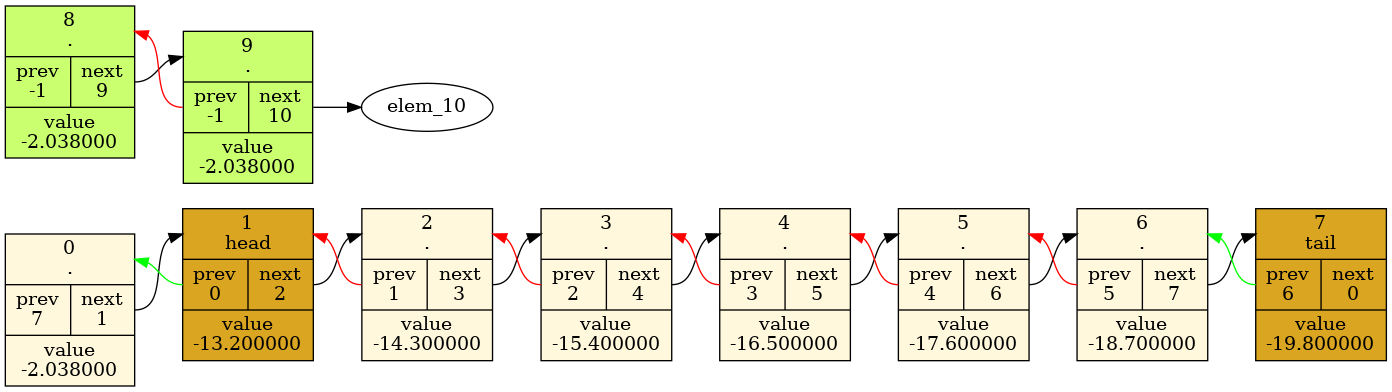 8
.
prev next
-1 9
value
-2.038000
9
.
prev next
-1 10
value
-2.038000
elem_10
0
.
prev next
7 1
value
-2.038000
1
head
prev next
0 2
value
-13.200000
2
.
prev next
1 3
value
-14.300000
3
.
prev next
2 4
value
-15.400000
4
.
prev next
3 5
value
-16.500000
5
.
prev next
4 6
value
-17.600000
6
.
prev next
5 7
value
-18.700000
7
tail
prev next
6 0
value
-19.800000